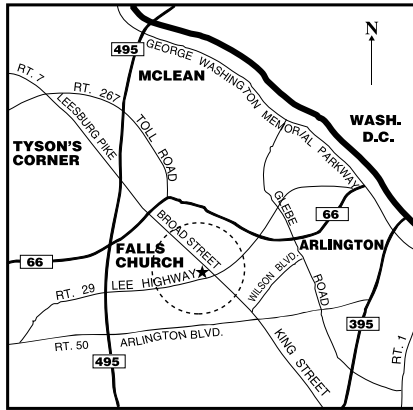 495
N
GEORGE WASHINGTON MEMORIAL PARKWAY
MCLEAN
RT. 7
RT. 267
LEESBURG PIKE
TOLL ROAD
WASH.
D.C.
TYSON'S
CORNER
GLEBE ROAD
BROAD STREET
66
FALLS
CHURCH
ARLINGTON
66
WILSON BLVD.
RT. 29
LEE HIGHWAY
395
RT. 50
ARLINGTON BLVD.
KING STREET
RT. 1
495